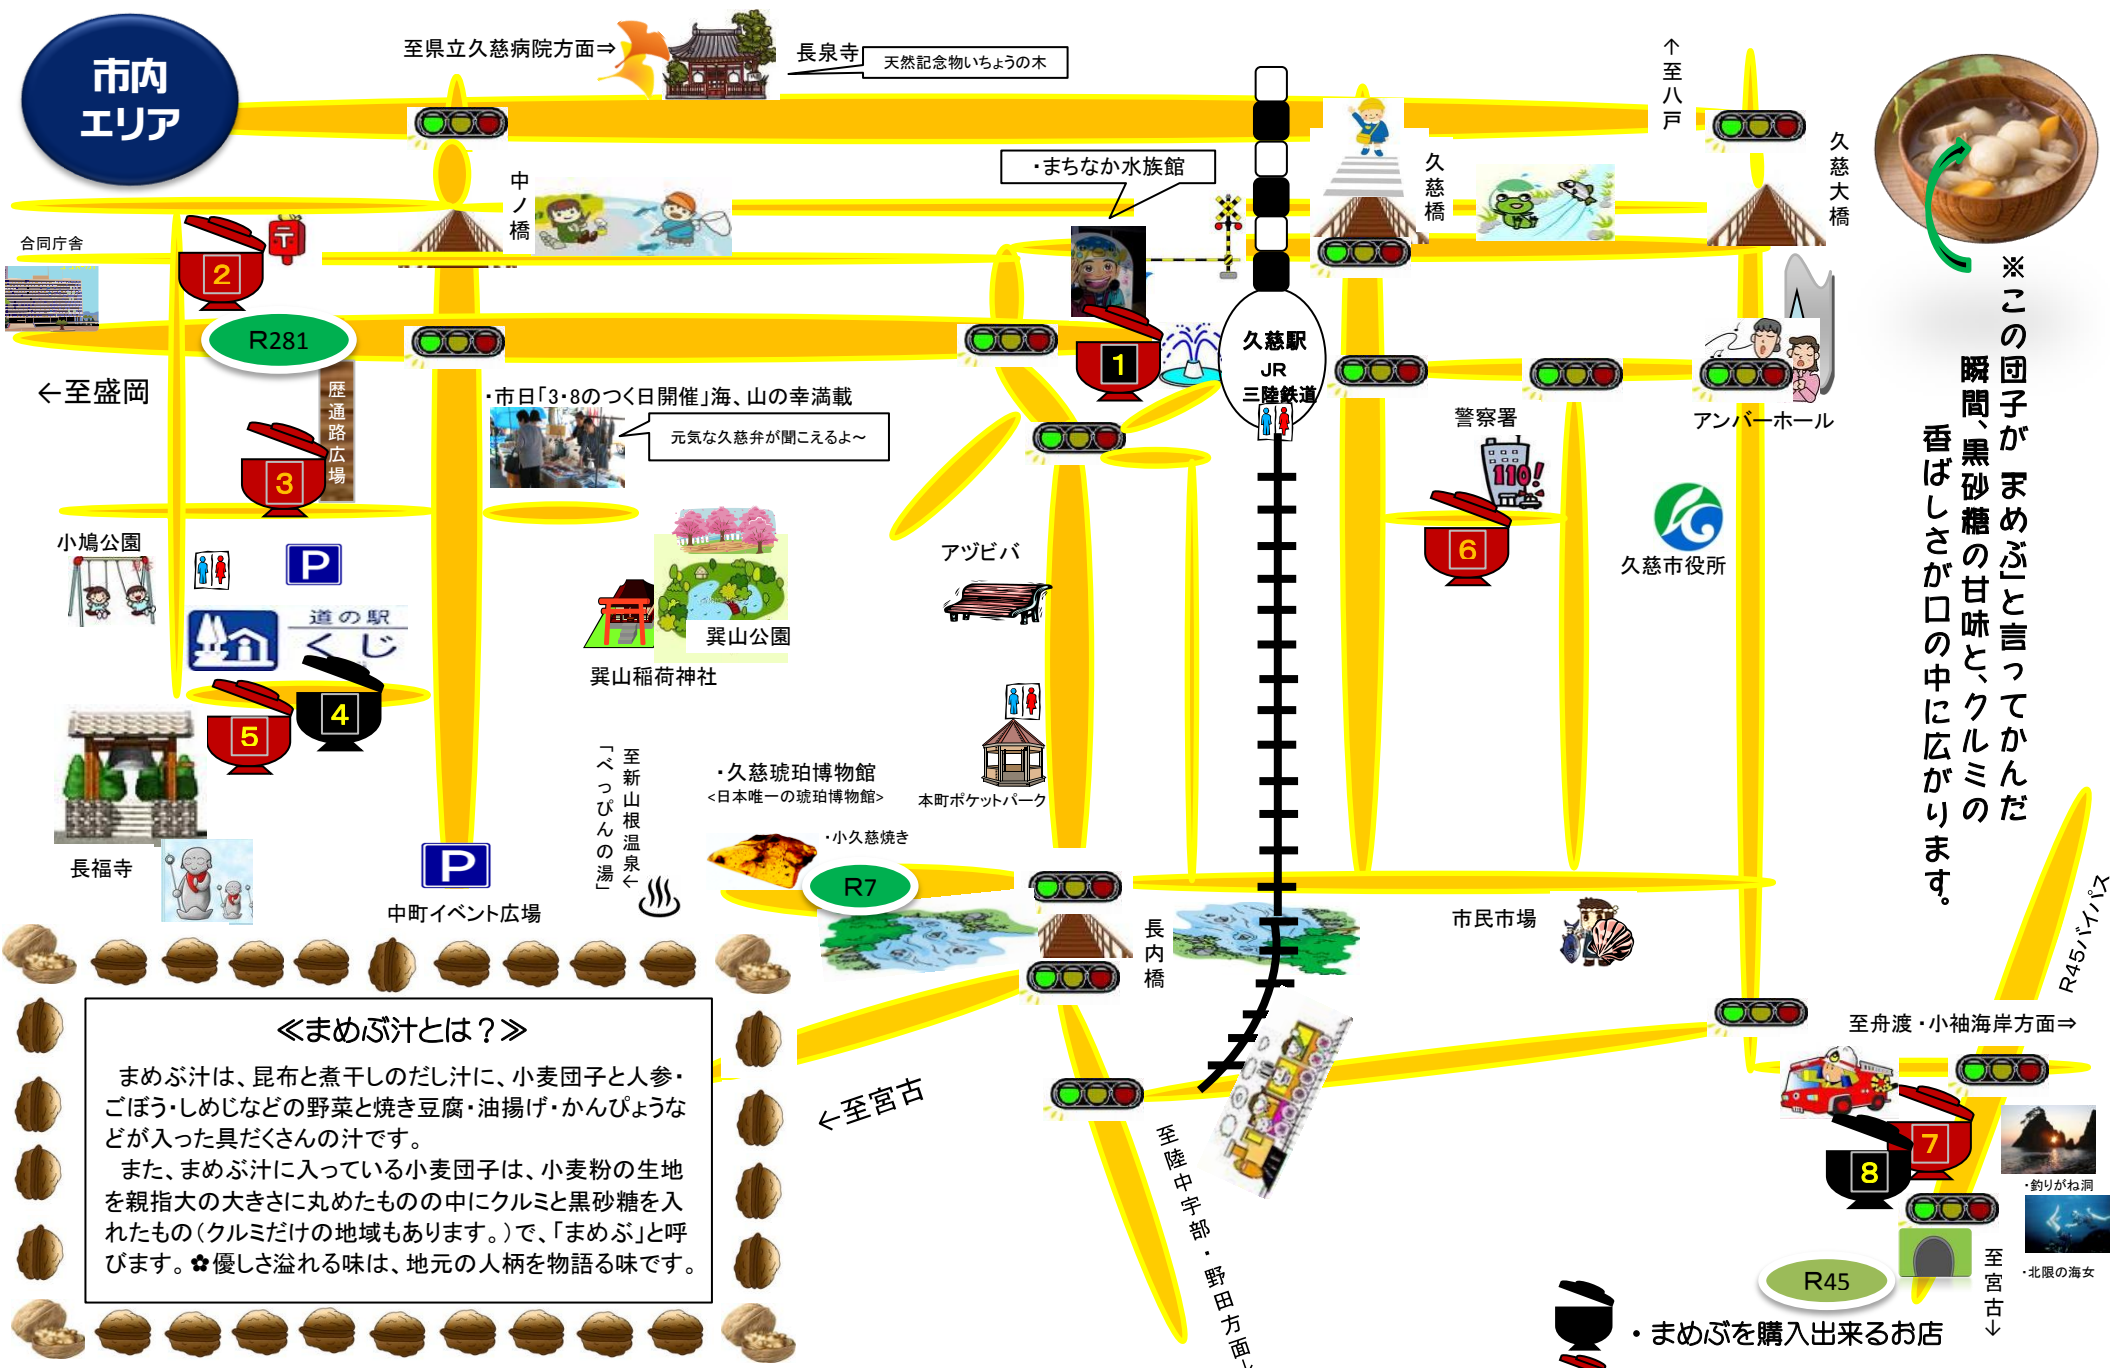 市内
エリア
至県立久慈病院方面⇒
長泉寺
天然記念物いちょうの木
↑至八戸
久慈大橋
久慈橋
中ノ橋
・まちなか水族館
合同庁舎
2
R281
←至盛岡
歴通路広場
・市日「3・8のつく日開催」海、山の幸満載
元気な久慈弁が聞こえるよ～
1
久慈駅
JR
三陸鉄道
アンバーホール
警察署
110!
6
久慈市役所
3
小鳩公園
P
道の駅
くじ
4
5
長福寺
P
中町イベント広場
巽山公園
巽山稲荷神社
アヅビバ
本町ポケットパーク
至新山根温泉←
「べっぴんの湯」
・久慈琥珀博物館
<日本唯一の琥珀博物館>
・小久慈焼き
R7
長内橋
市民市場
R45バイパス
至舟渡・小袖海岸方面⇒
7
8
・釣りがね洞
・北限の海女
R45
至宮古↓
←至宮古
至陸中宇部・野田方面↓
・まめぶを購入出来るお店
※この団子が『まめぶ』と言ってかんだ
瞬間、黒砂糖の甘味と、クルミの
香ばしさが口の中に広がります。
≪まめぶ汁とは？≫
まめぶ汁は、昆布と煮干しのだし汁に、小麦団子と人参・
ごぼう・しめじなどの野菜と焼き豆腐・油揚げ・かんぴょうな
どが入った具だくさんの汁です。
また、まめぶ汁に入っている小麦団子は、小麦粉の生地
を親指大の大きさに丸めたものの中にクルミと黒砂糖を入
れたもの（クルミだけの地域もあります。）で、「まめぶ」と呼
びます。✿優しさ溢れる味は、地元の人柄を物語る味です。